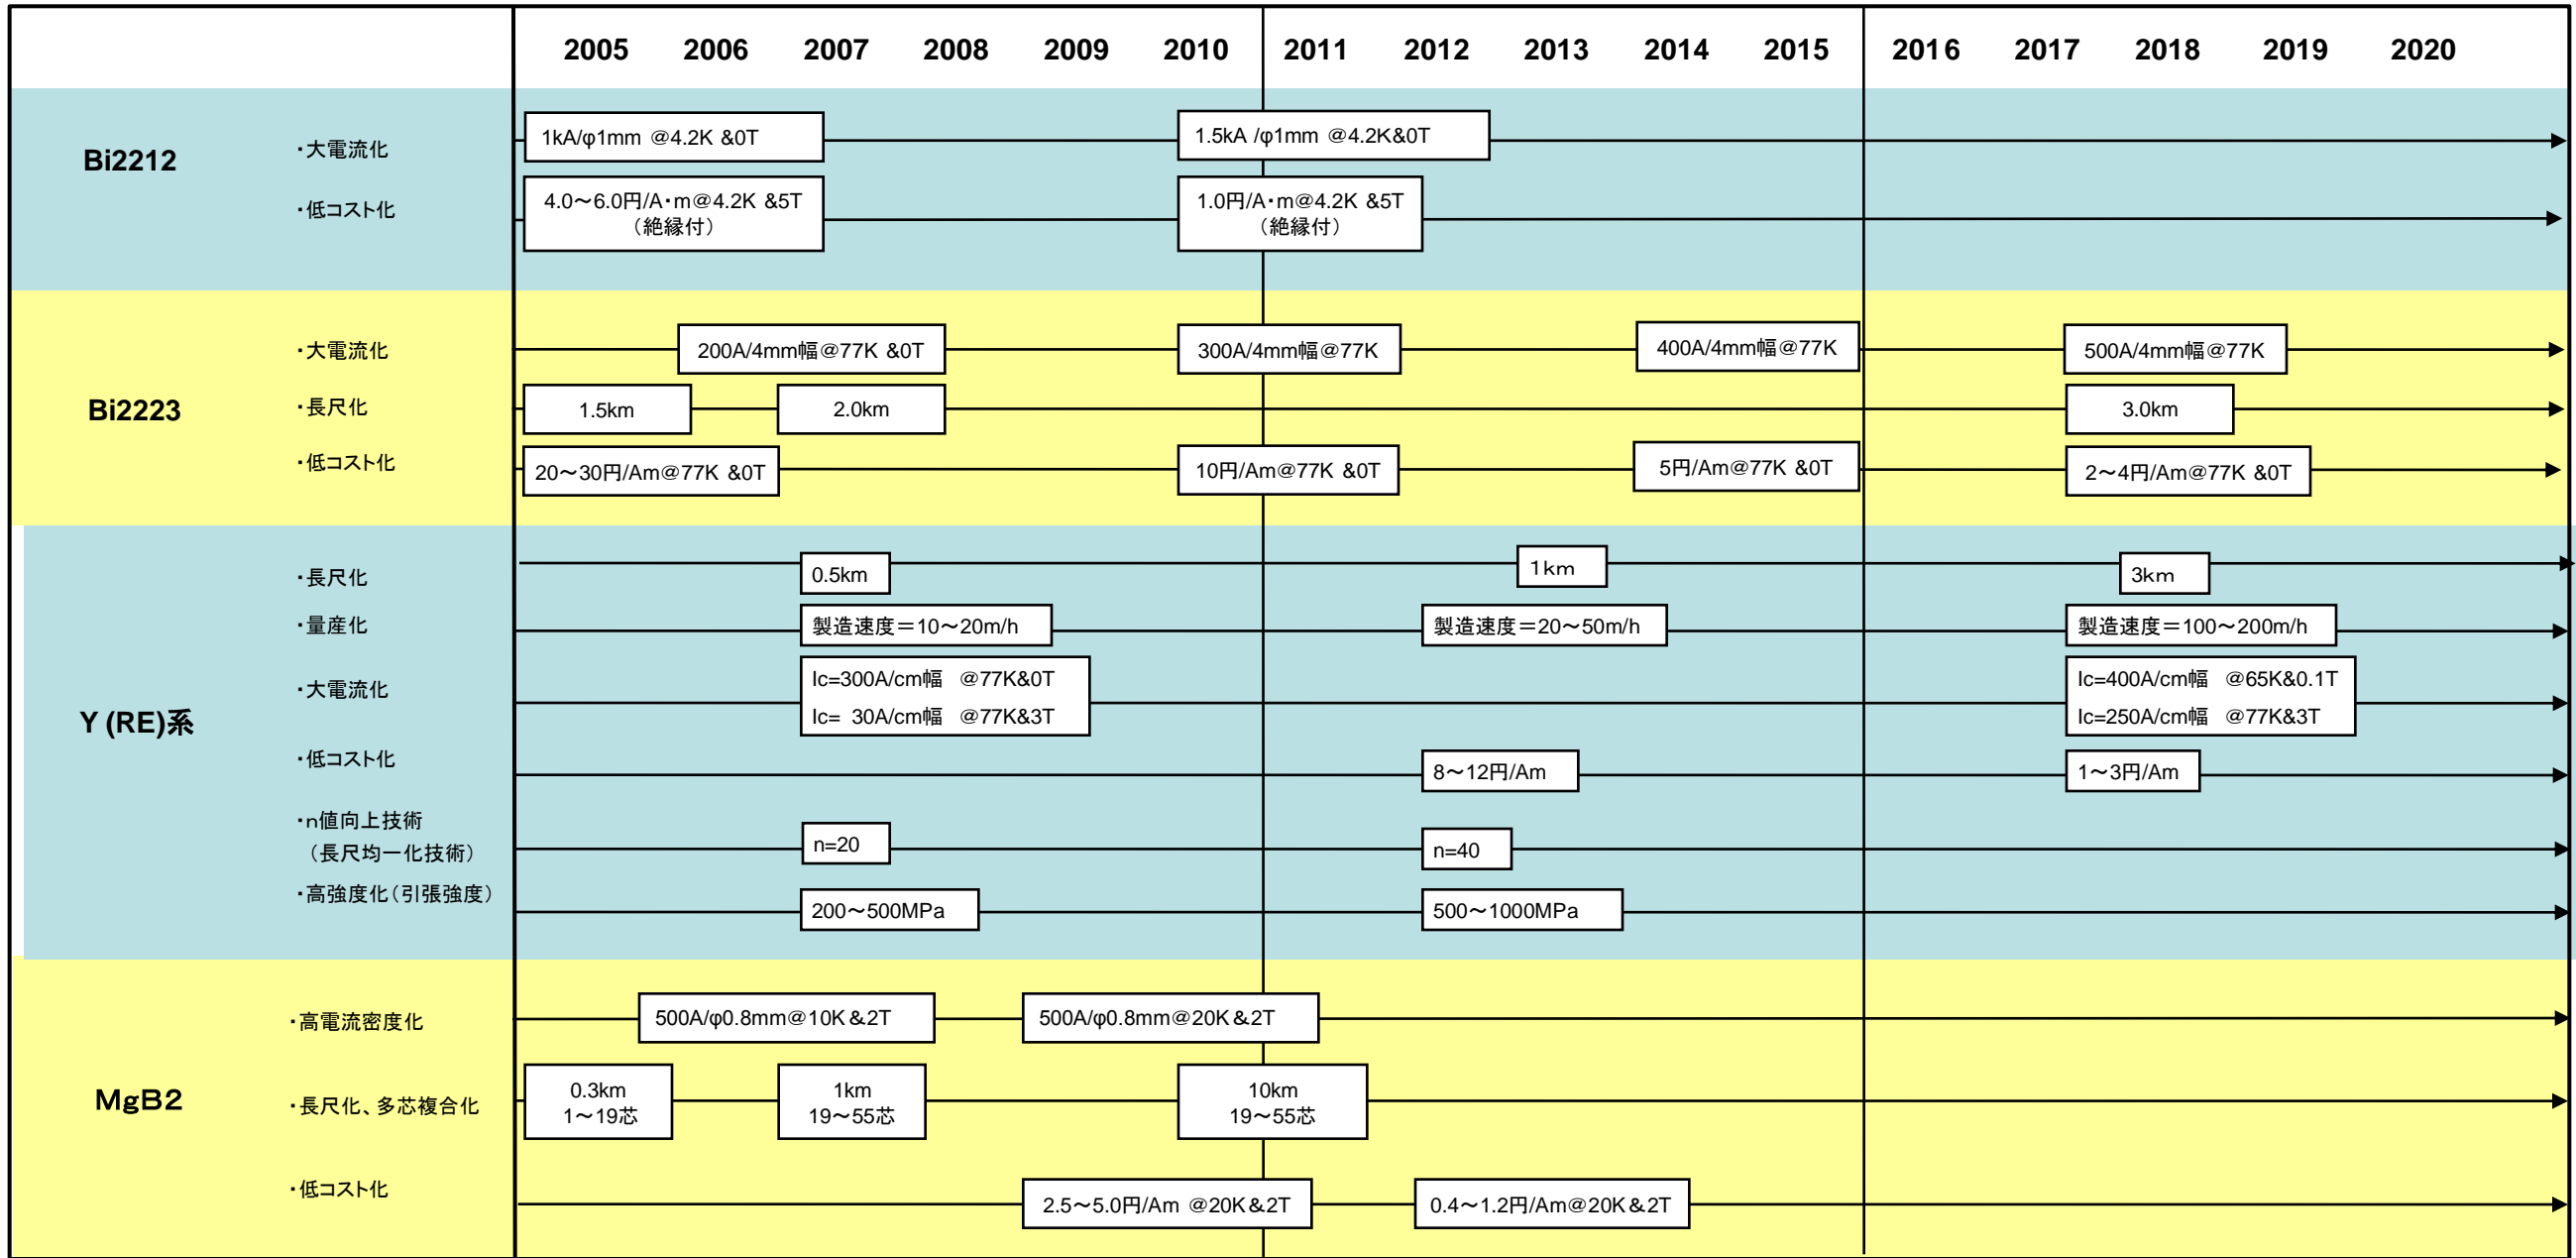 2005 2006 2007 2008 2009 2010 2011 2012 2013 2014 2015 2016 2017 2018 2019 2020
Bi2212
・大電流化
1kA/φ1mm @4.2K &0T
1.5kA /φ1mm @4.2K&0T
・低コスト化
4.0～6.0円/A・m@4.2K &5T
（絶縁付）
1.0円/A・m@4.2K &5T
（絶縁付）
Bi2223
・大電流化
200A/4mm幅@77K &0T
300A/4mm幅@77K
400A/4mm幅@77K
500A/4mm幅@77K
・長尺化
1.5km
2.0km
3.0km
・低コスト化
20～30円/Am@77K &0T
10円/Am@77K &0T
5円/Am@77K &0T
2～4円/Am@77K &0T
Y (RE)系
・長尺化
0.5km
1km
3km
・量産化
製造速度＝10～20m/h
製造速度＝20～50m/h
製造速度＝100～200m/h
・大電流化
Ic=300A/cm幅 @77K&0T
Ic= 30A/cm幅 @77K&3T
Ic=400A/cm幅 @65K&0.1T
Ic=250A/cm幅 @77K&3T
・低コスト化
8～12円/Am
1～3円/Am
・n値向上技術
（長尺均一化技術）
n=20
n=40
・高強度化（引張強度）
200～500MPa
500～1000MPa
MgB2
・高電流密度化
500A/φ0.8mm@10K&2T
500A/φ0.8mm@20K&2T
・長尺化、多芯複合化
0.3km
1～19芯
1km
19～55芯
10km
19～55芯
・低コスト化
2.5～5.0円/Am @20K&2T
0.4～1.2円/Am@20K&2T